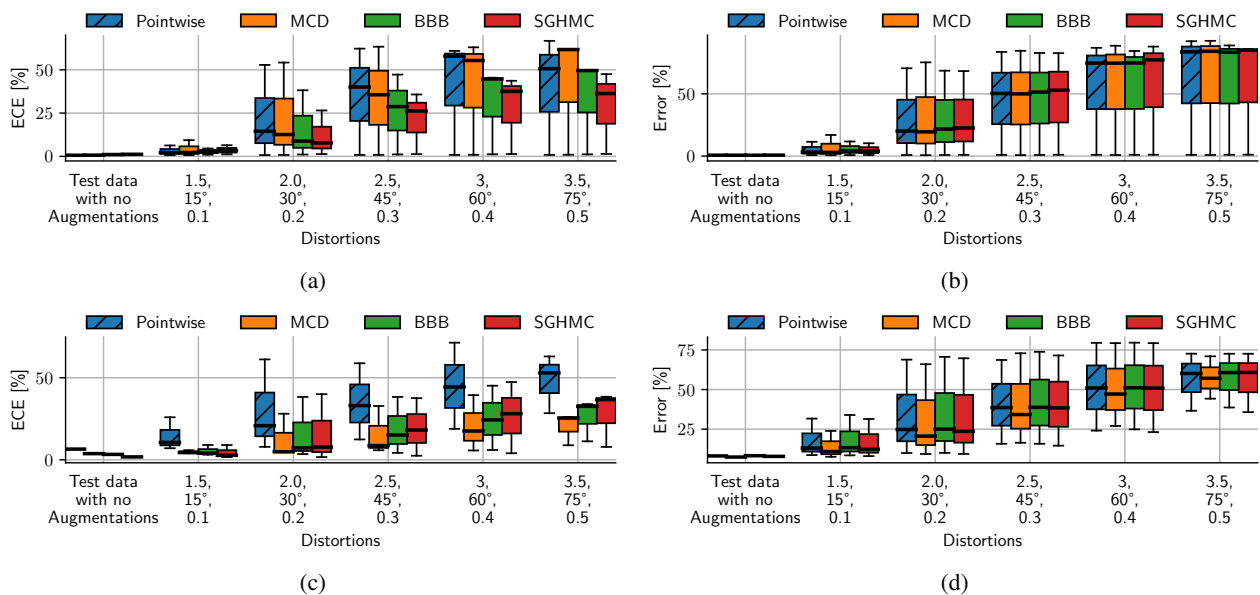 Pointwise MCD BBB SGHMC
ECE [%]
50
25
0
Test data with no Augmentations
1.5, 15°, 0.1
2.0, 30°, 0.2
2.5, 45°, 0.3
3, 60°, 0.4
3.5, 75°, 0.5
Distortions
(a)
Pointwise MCD BBB SGHMC
Error [%]
50
0
Test data with no Augmentations
1.5, 15°, 0.1
2.0, 30°, 0.2
2.5, 45°, 0.3
3, 60°, 0.4
3.5, 75°, 0.5
Distortions
(b)
Pointwise MCD BBB SGHMC
ECE [%]
50
0
Test data with no Augmentations
1.5, 15°, 0.1
2.0, 30°, 0.2
2.5, 45°, 0.3
3, 60°, 0.4
3.5, 75°, 0.5
Distortions
(c)
Pointwise MCD BBB SGHMC
Error [%]
75
50
25
Test data with no Augmentations
1.5, 15°, 0.1
2.0, 30°, 0.2
2.5, 45°, 0.3
3, 60°, 0.4
3.5, 75°, 0.5
Distortions
(d)